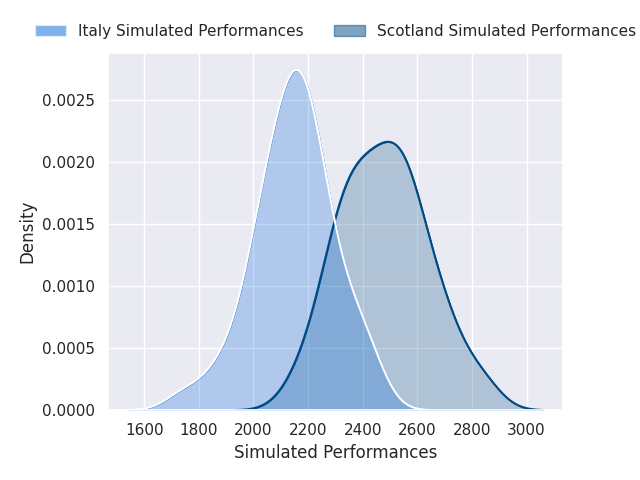 Italy Simulated Performances
Scotland Simulated Performances
Density
0.0025
0.0020
0.0015
0.0010
0.0005
0.0000
1600 1800 2000 2200 2400 2600 2800 3000
Simulated Performances